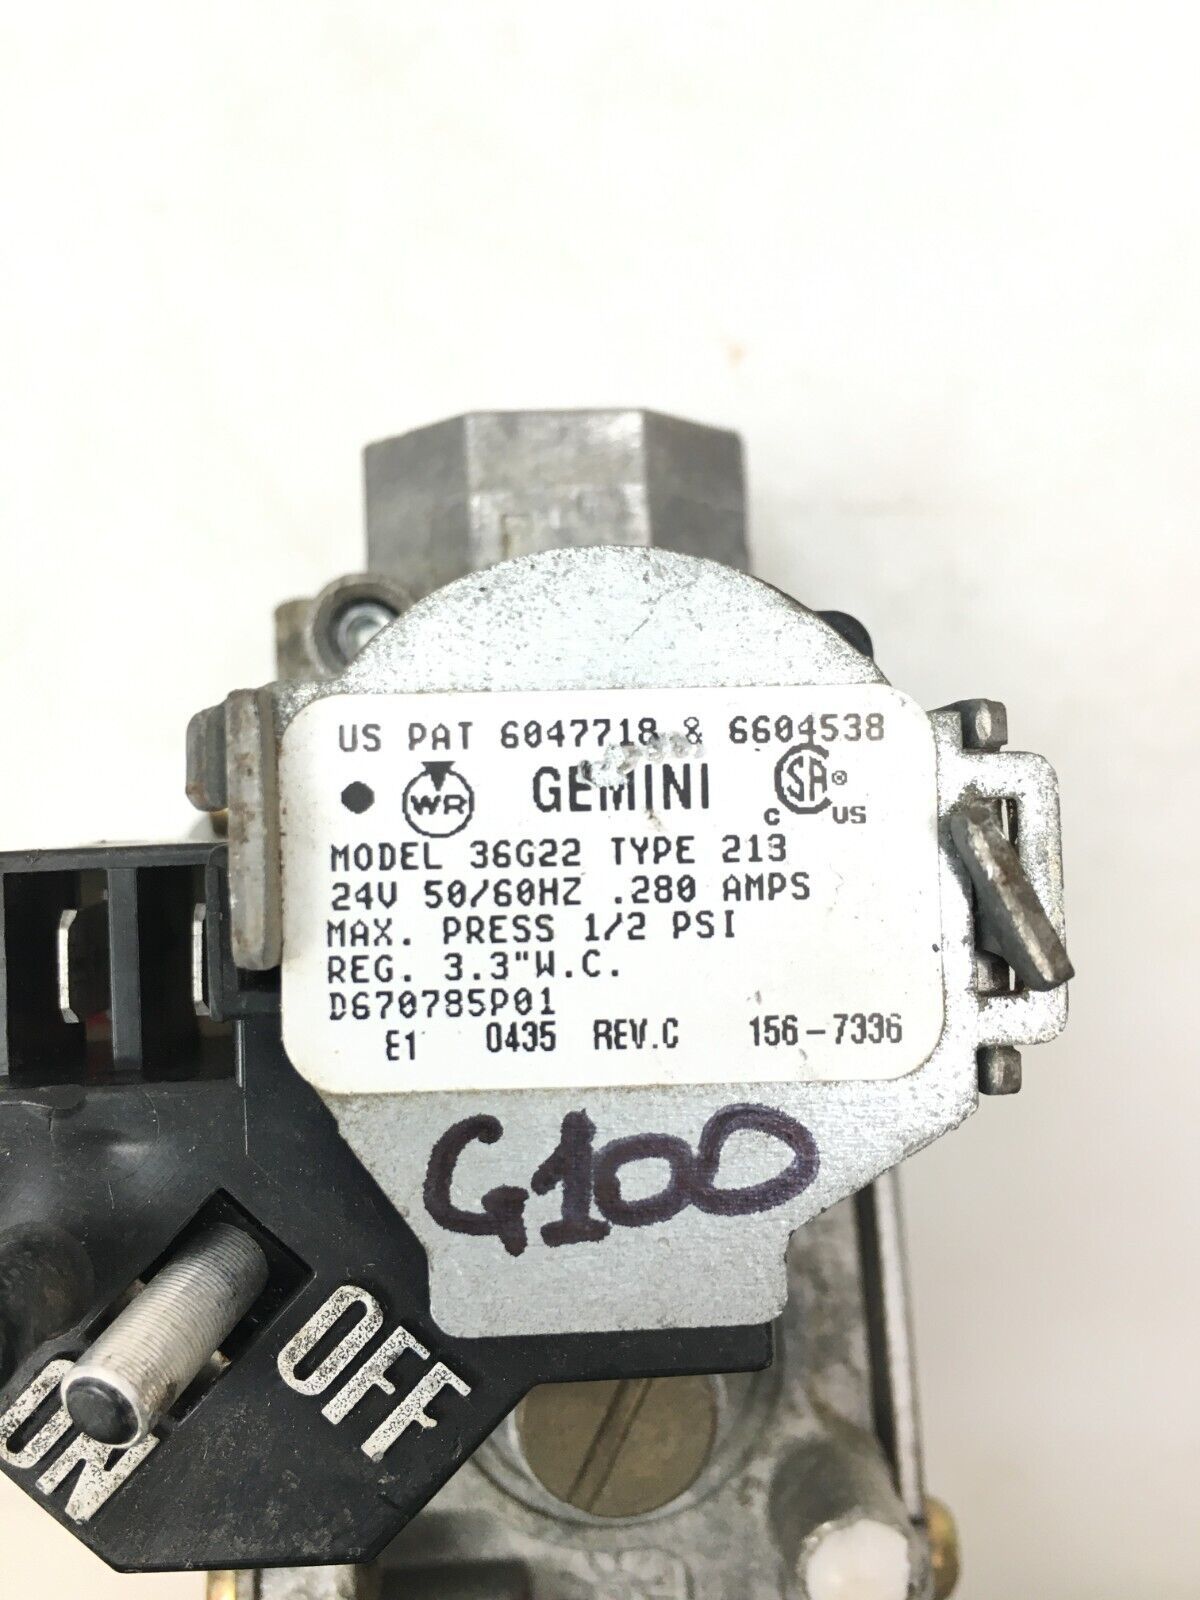 US PAT 6047718 & 6604538
WR GEMINI CSA® C US
MODEL 36G22 TYPE 213
24V 50/60HZ .280 AMPS
MAX. PRESS 1/2 PSI
REG. 3.3"W.C.
D670785P01
E1 0435 REV.C 156-7336
G100
OFF
ON